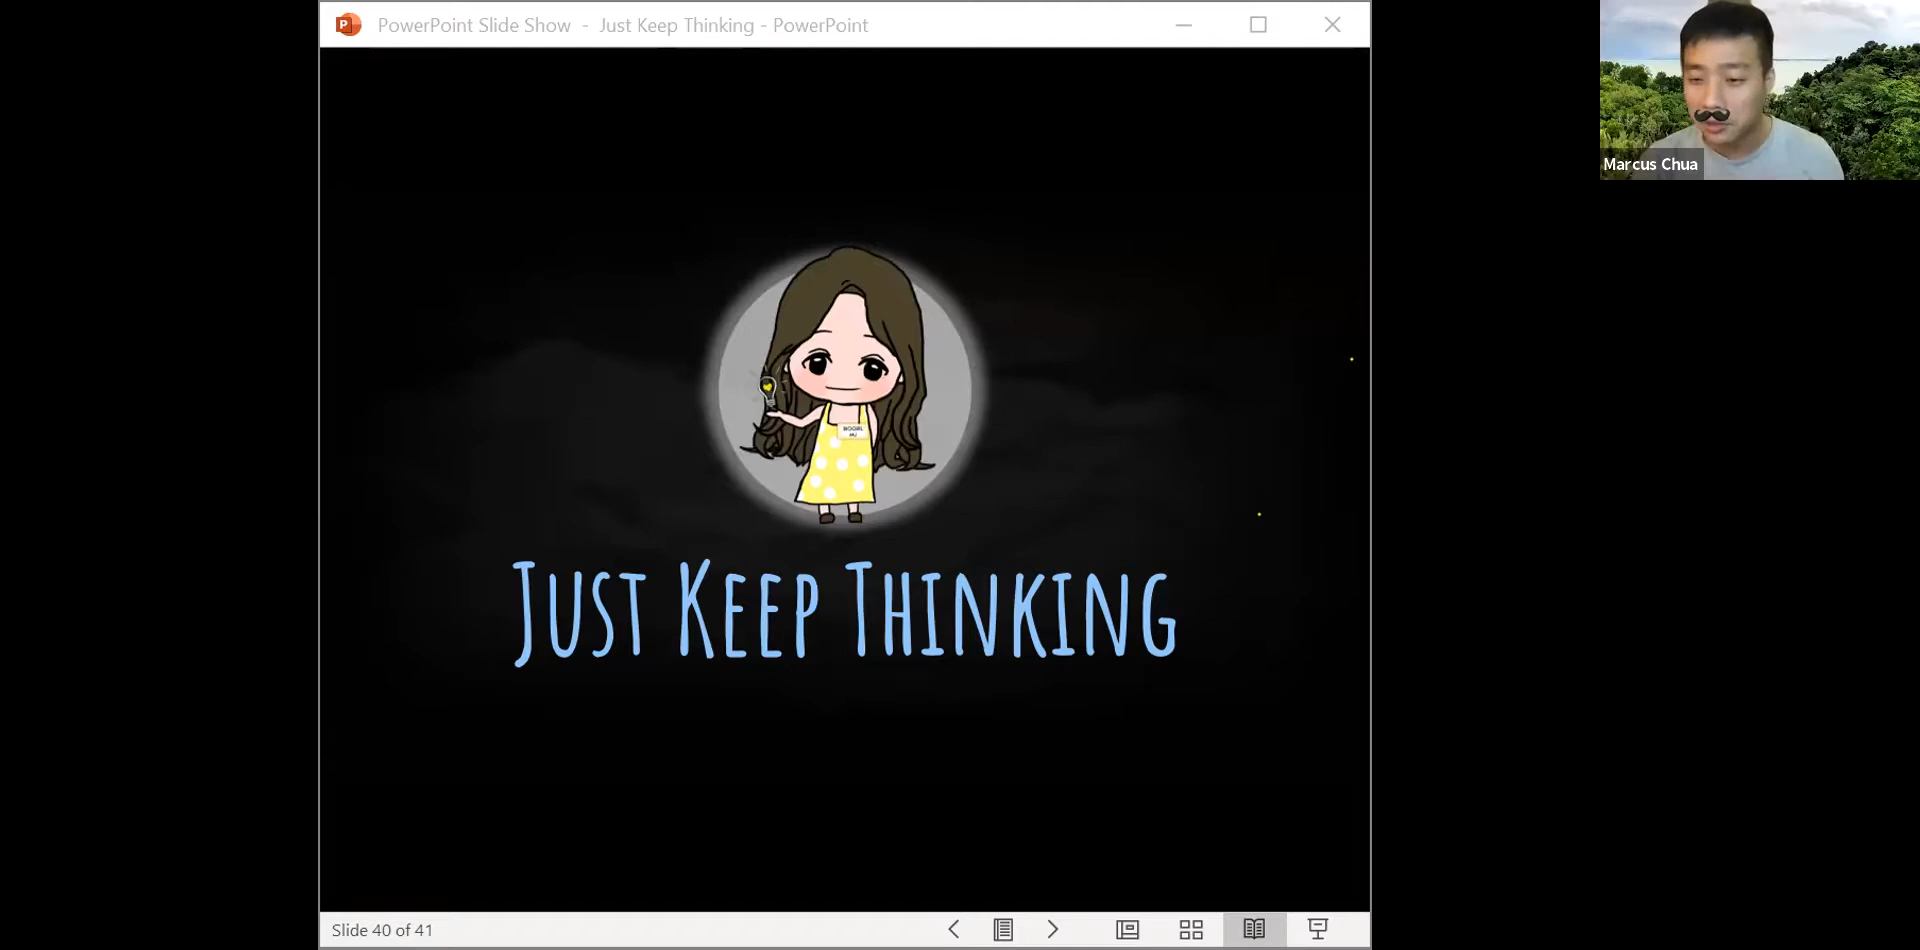 PowerPoint Slide Show - Just Keep Thinking - PowerPoint
Marcus Chua
JUST KEEP THINKING
Slide 40 of 41